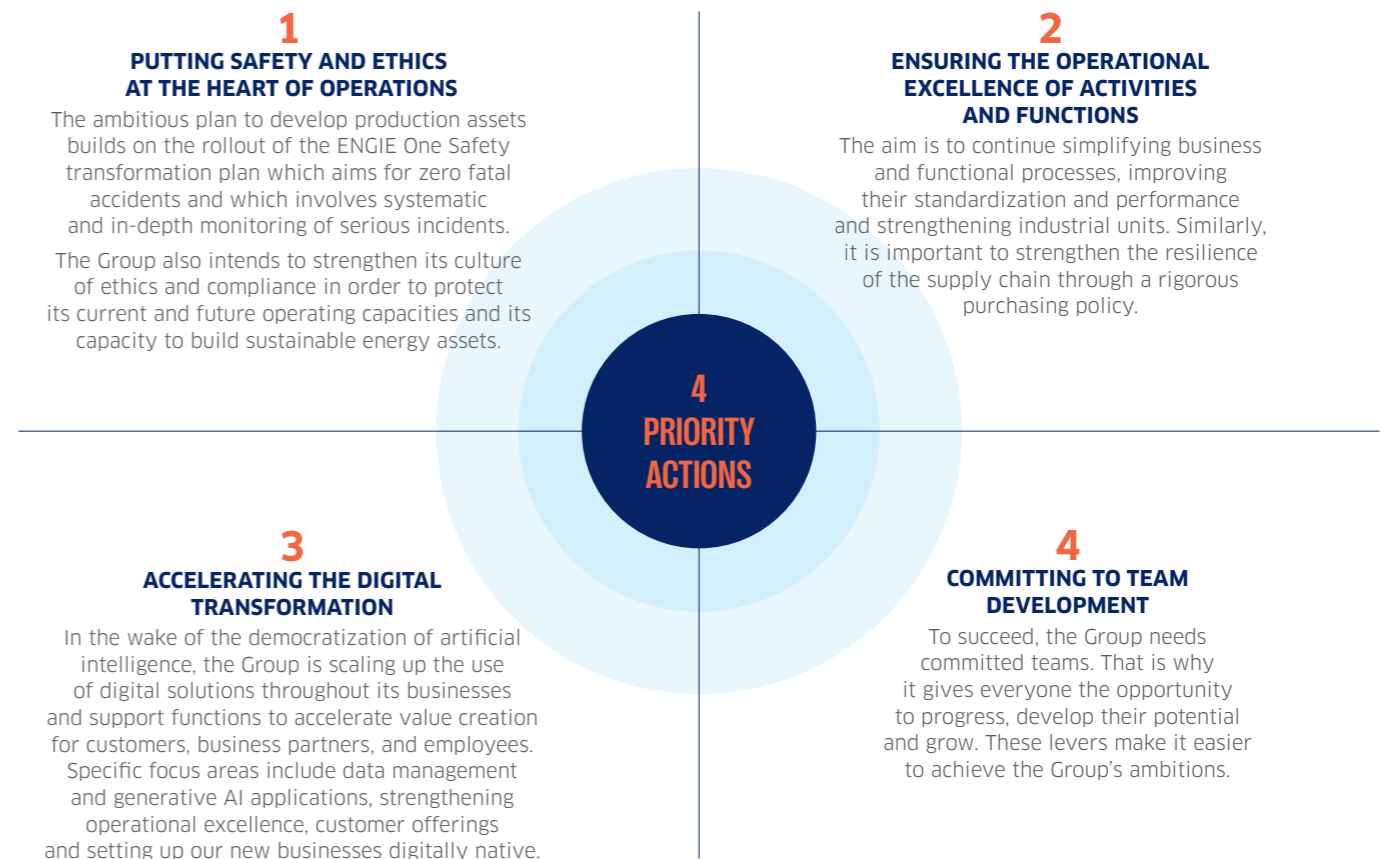 1
PUTTING SAFETY AND ETHICS
AT THE HEART OF OPERATIONS
The ambitious plan to develop production assets
builds on the rollout of the ENGIE One Safety
transformation plan which aims for zero fatal
accidents and which involves systematic
and in-depth monitoring of serious incidents.
The Group also intends to strengthen its culture
of ethics and compliance in order to protect
its current and future operating capacities and its
capacity to build sustainable energy assets.
2
ENSURING THE OPERATIONAL
EXCELLENCE OF ACTIVITIES
AND FUNCTIONS
The aim is to continue simplifying business
and functional processes, improving
their standardization and performance
and strengthening industrial units. Similarly,
it is important to strengthen the resilience
of the supply chain through a rigorous
purchasing policy.
4
PRIORITY
ACTIONS
3
ACCELERATING THE DIGITAL
TRANSFORMATION
In the wake of the democratization of artificial
intelligence, the Group is scaling up the use
of digital solutions throughout its businesses
and support functions to accelerate value creation
for customers, business partners, and employees.
Specific focus areas include data management
and generative AI applications, strengthening
operational excellence, customer offerings
and setting up our new businesses digitally native.
4
COMMITTING TO TEAM
DEVELOPMENT
To succeed, the Group needs
committed teams. That is why
it gives everyone the opportunity
to progress, develop their potential
and grow. These levers make it easier
to achieve the Group's ambitions.